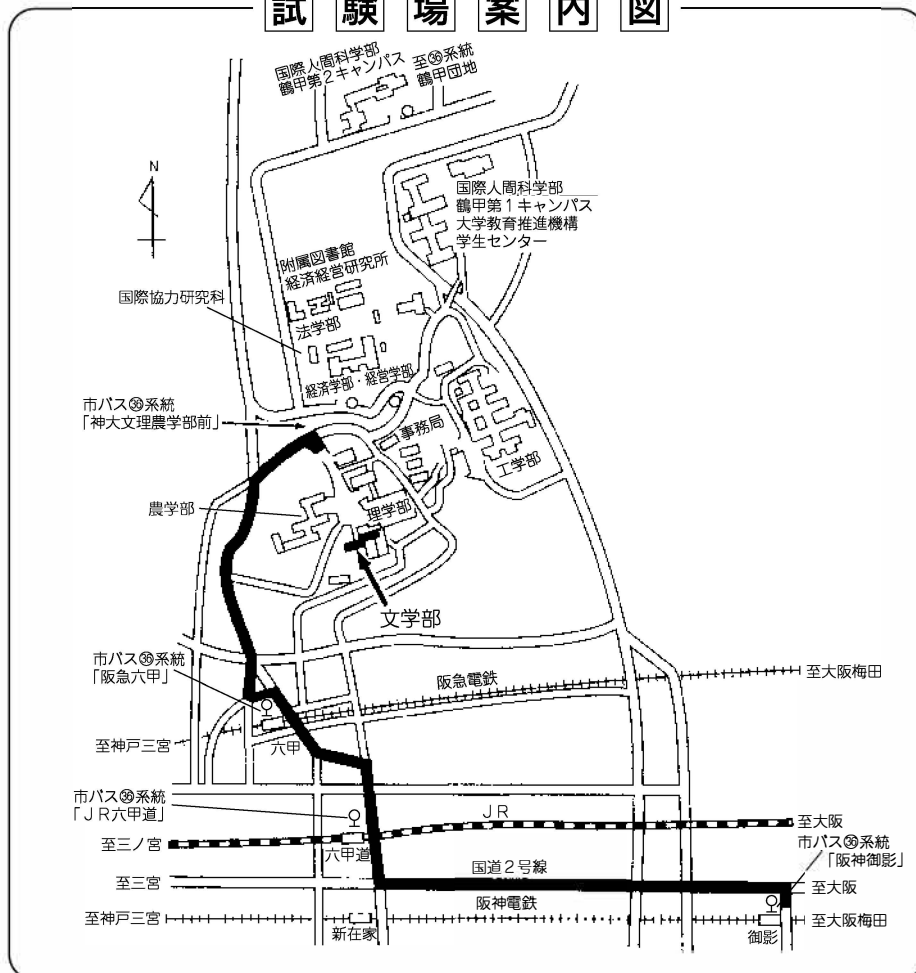 試験場案内図
国際人間科学部
鶴甲第2キャンパス
至㊱系統
鶴甲団地
N
国際人間科学部
鶴甲第1キャンパス
大学教育推進機構
学生センター
附属図書館
経済経営研究所
国際協力研究科
法学部
経済学部・経営学部
市バス㊱系統
「神大文理農学部前」
事務局
工学部
農学部
理学部
文学部
市バス㊱系統
「阪急六甲」
阪急電鉄
至大阪梅田
至神戸三宮
六甲
市バス㊱系統
「JR六甲道」
JR
至大阪
至三ノ宮
六甲道
市バス㊱系統
「阪神御影」
国道2号線
至三宮
至大阪
阪神電鉄
至神戸三宮
至大阪梅田
新在家
御影